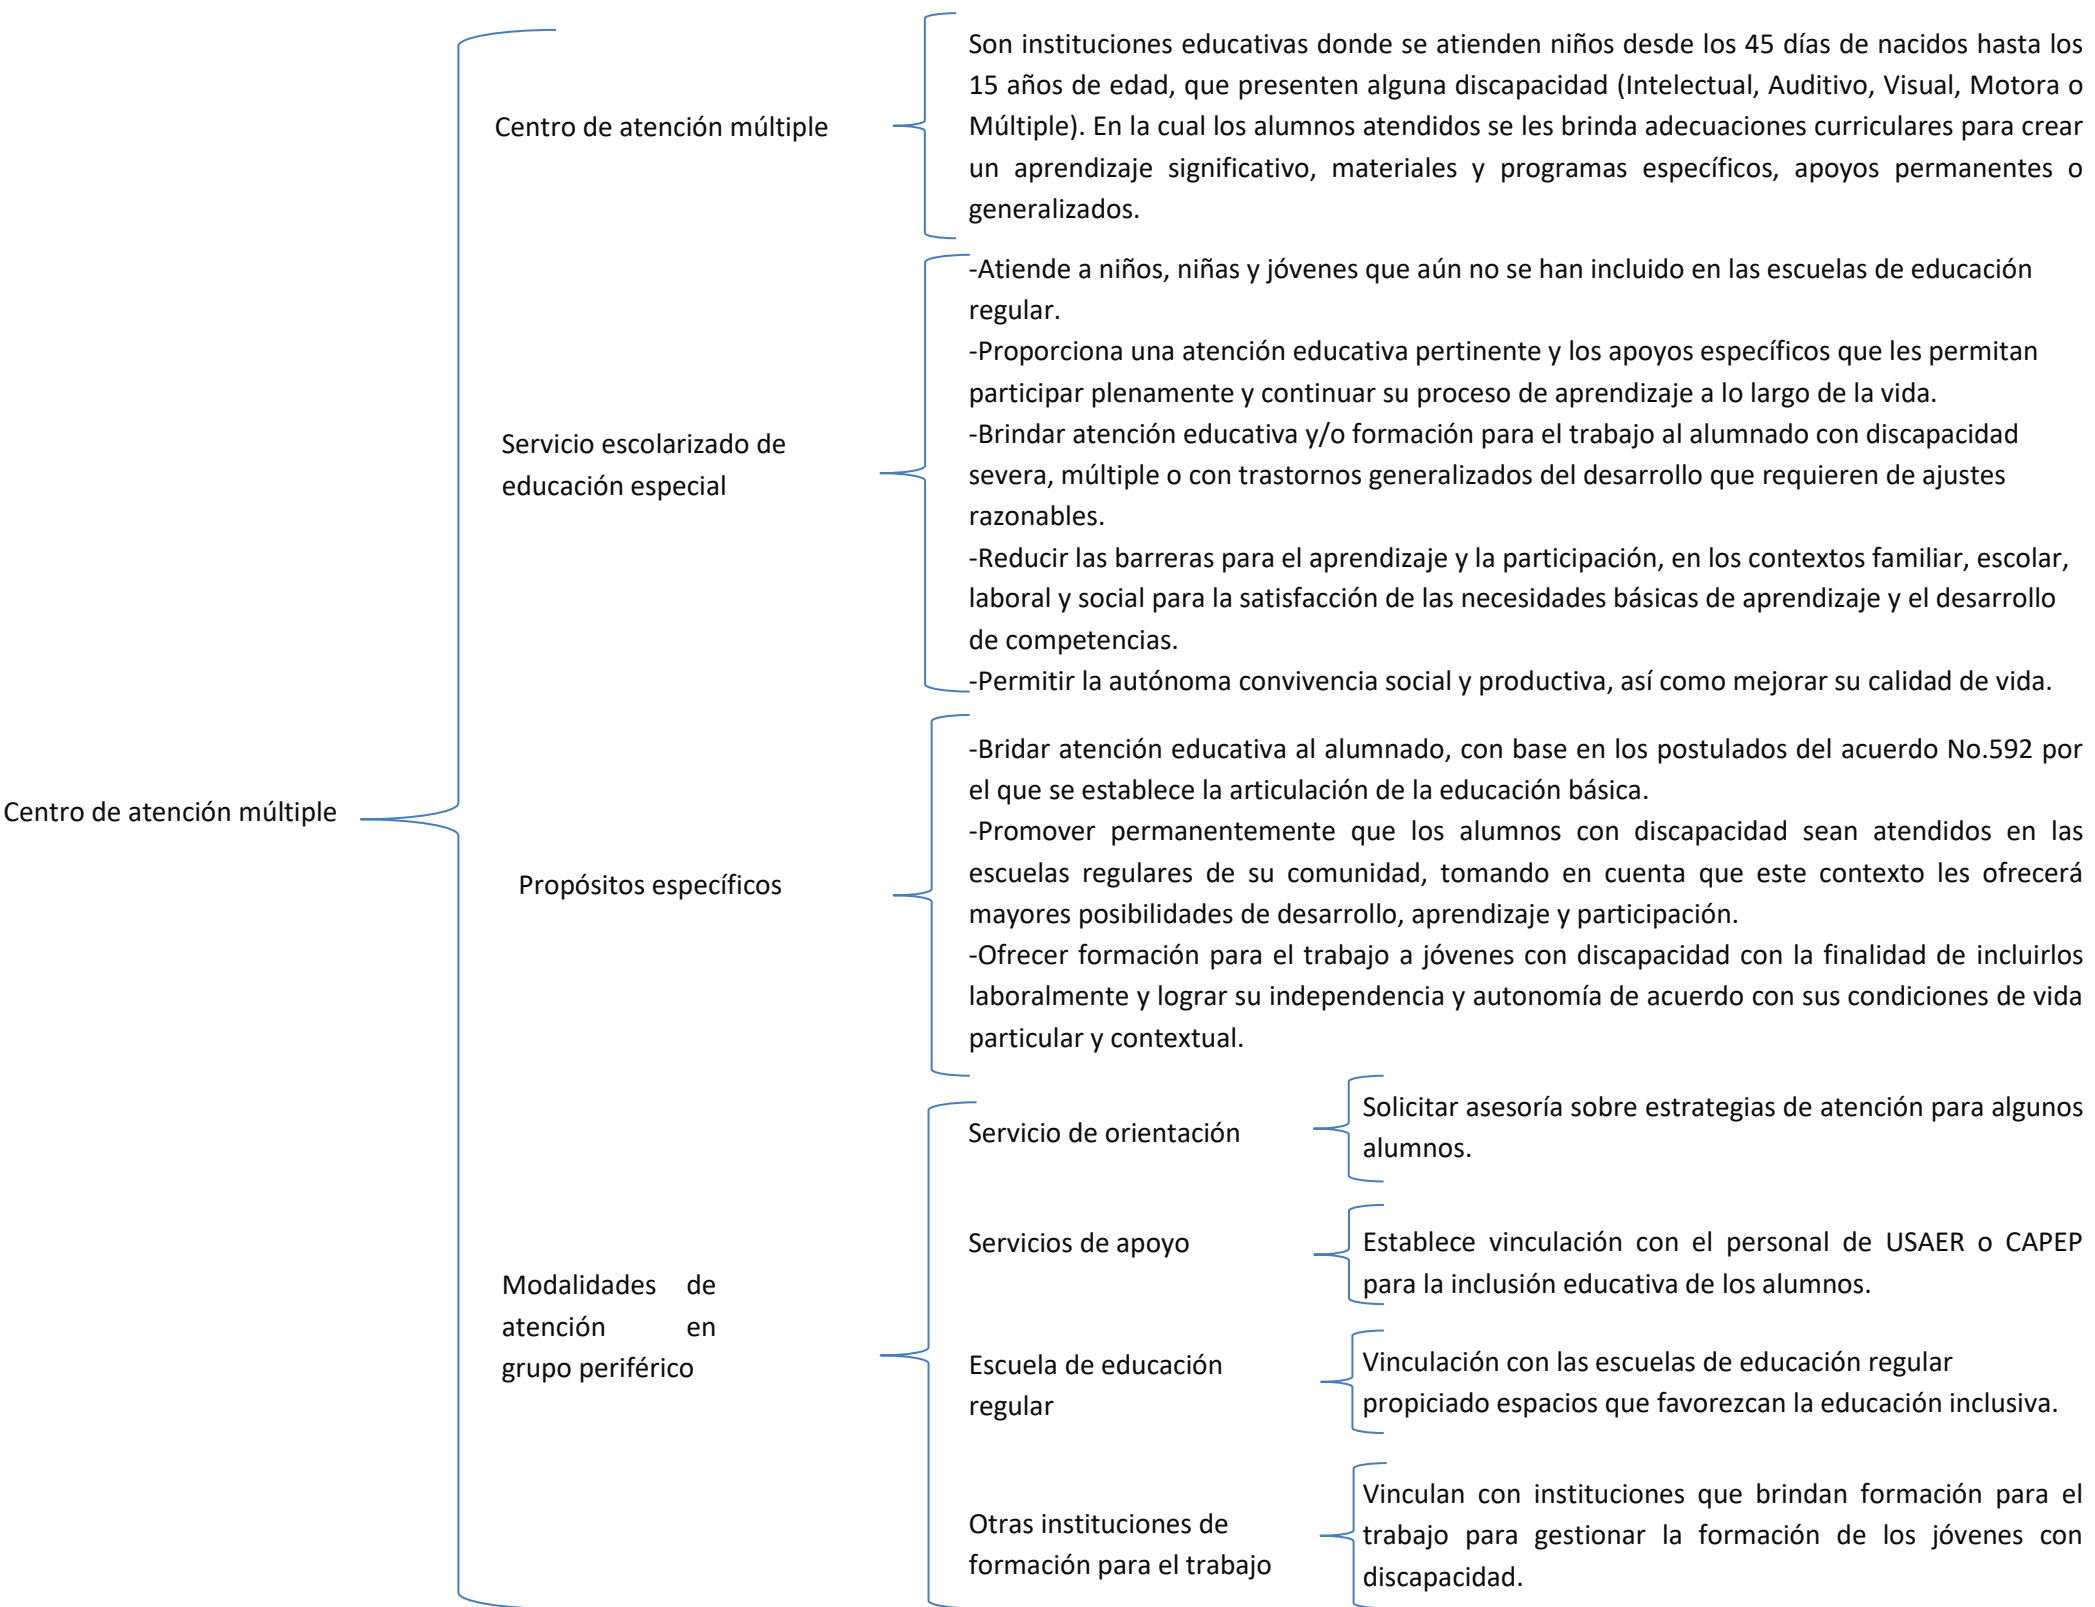 Centro de atención múltiple
Centro de atención múltiple
Son instituciones educativas donde se atienden niños desde los 45 días de nacidos hasta los
15 años de edad, que presenten alguna discapacidad (Intelectual, Auditivo, Visual, Motora o
Múltiple). En la cual los alumnos atendidos se les brinda adecuaciones curriculares para crear
un aprendizaje significativo, materiales y programas específicos, apoyos permanentes o
generalizados.
Servicio escolarizado de
educación especial
-Atiende a niños, niñas y jóvenes que aún no se han incluido en las escuelas de educación
regular.
-Proporciona una atención educativa pertinente y los apoyos específicos que les permitan
participar plenamente y continuar su proceso de aprendizaje a lo largo de la vida.
-Brindar atención educativa y/o formación para el trabajo al alumnado con discapacidad
severa, múltiple o con trastornos generalizados del desarrollo que requieren de ajustes
razonables.
-Reducir las barreras para el aprendizaje y la participación, en los contextos familiar, escolar,
laboral y social para la satisfacción de las necesidades básicas de aprendizaje y el desarrollo
de competencias.
-Permitir la autónoma convivencia social y productiva, así como mejorar su calidad de vida.
Propósitos específicos
-Bridar atención educativa al alumnado, con base en los postulados del acuerdo No.592 por
el que se establece la articulación de la educación básica.
-Promover permanentemente que los alumnos con discapacidad sean atendidos en las
escuelas regulares de su comunidad, tomando en cuenta que este contexto les ofrecerá
mayores posibilidades de desarrollo, aprendizaje y participación.
-Ofrecer formación para el trabajo a jóvenes con discapacidad con la finalidad de incluirlos
laboralmente y lograr su independencia y autonomía de acuerdo con sus condiciones de vida
particular y contextual.
Modalidades de
atención en
grupo periférico
Servicio de orientación
Solicitar asesoría sobre estrategias de atención para algunos
alumnos.
Servicios de apoyo
Establece vinculación con el personal de USAER o CAPEP
para la inclusión educativa de los alumnos.
Escuela de educación
regular
Vinculación con las escuelas de educación regular
propiciado espacios que favorezcan la educación inclusiva.
Otras instituciones de
formación para el trabajo
Vinculan con instituciones que brindan formación para el
trabajo para gestionar la formación de los jóvenes con
discapacidad.